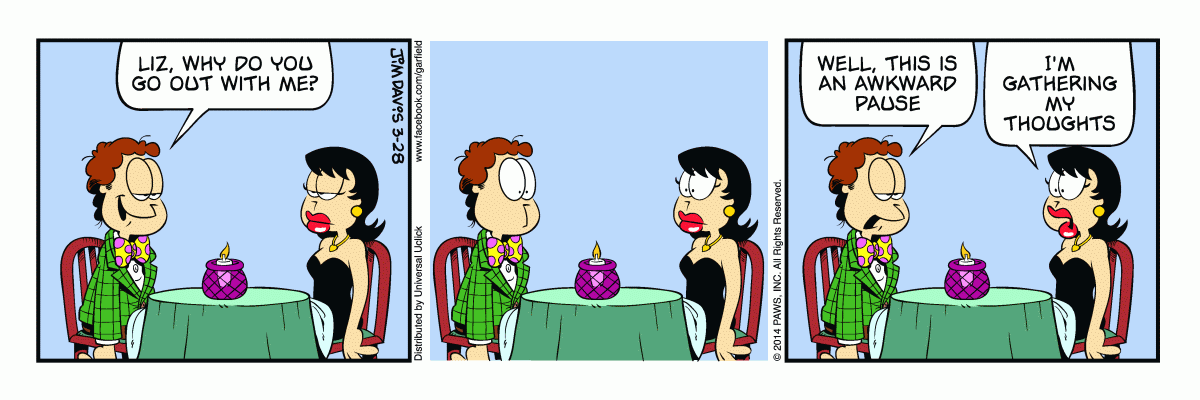 LIZ, WHY DO YOU
GO OUT WITH ME?
JIM DAVIS 3-28
www.facebook.com/garfield
Distributed by Universal Uclick
WELL, THIS IS
AN AWKWARD
PAUSE
I'M
GATHERING
MY
THOUGHTS
© 2014 PAWS, INC. All Rights Reserved.